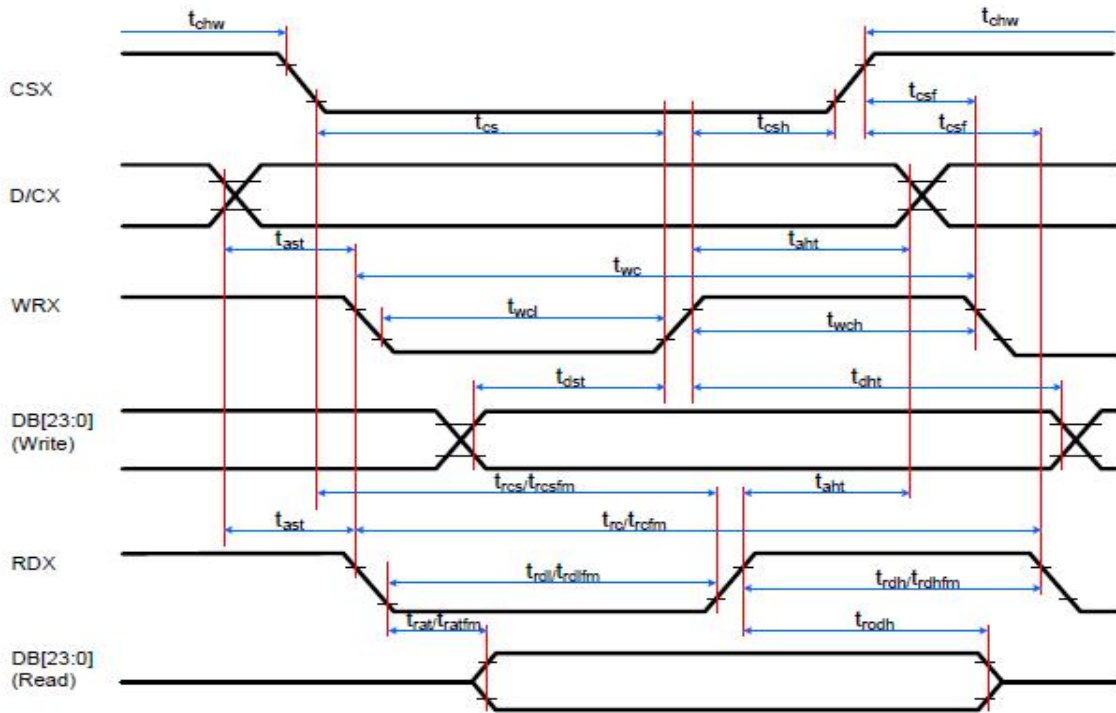 tchw tchw
CSX
tcsf
tcs tcsh tcsf
D/CX
tast taht
twc
WRX
twcl twch
tdst tdht
DB[23:0]
(Write)
trcs/trcsfm taht
tast trc/trcfm
RDX
trdl/trdlfm trdh/trdhfm
trat/tratfm trodh
DB[23:0]
(Read)